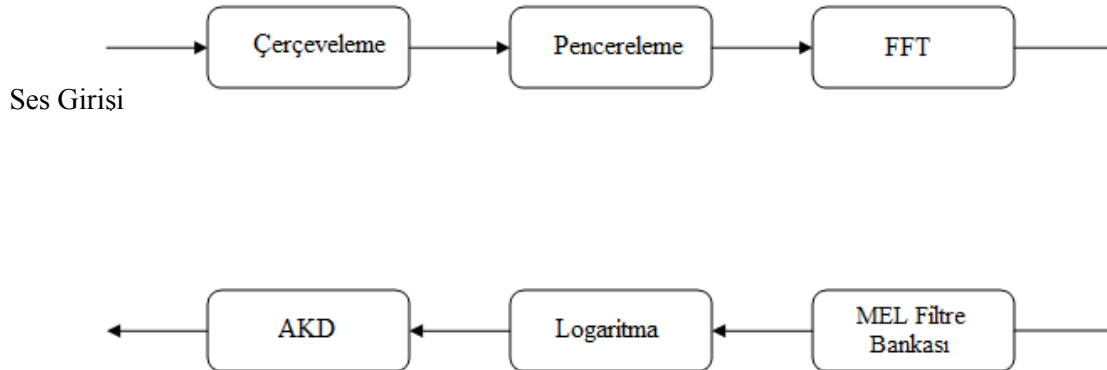 Çerçeveleme
Pencereleme
FFT
Ses Girişi
AKD
Logaritma
MEL Filtre
Bankası